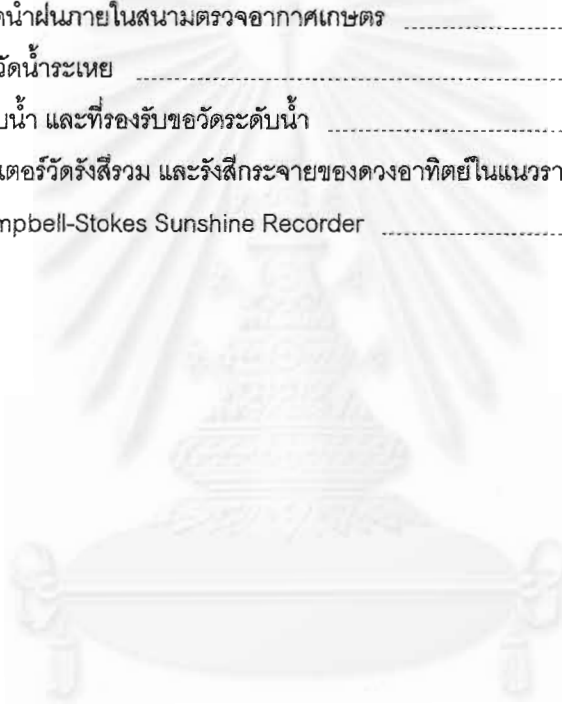 น้ำฝนภายในสนามตรวจอากาศเกษตร
วัดน้ำระเหย
บน้ำ และที่รองรับขอวัดระดับน้ำ
เตอร์วัดรังสีรวม และรังสีกระจายของดวงอาทิตย์ในแนวรา
mpbell-Stokes Sunshine Recorder